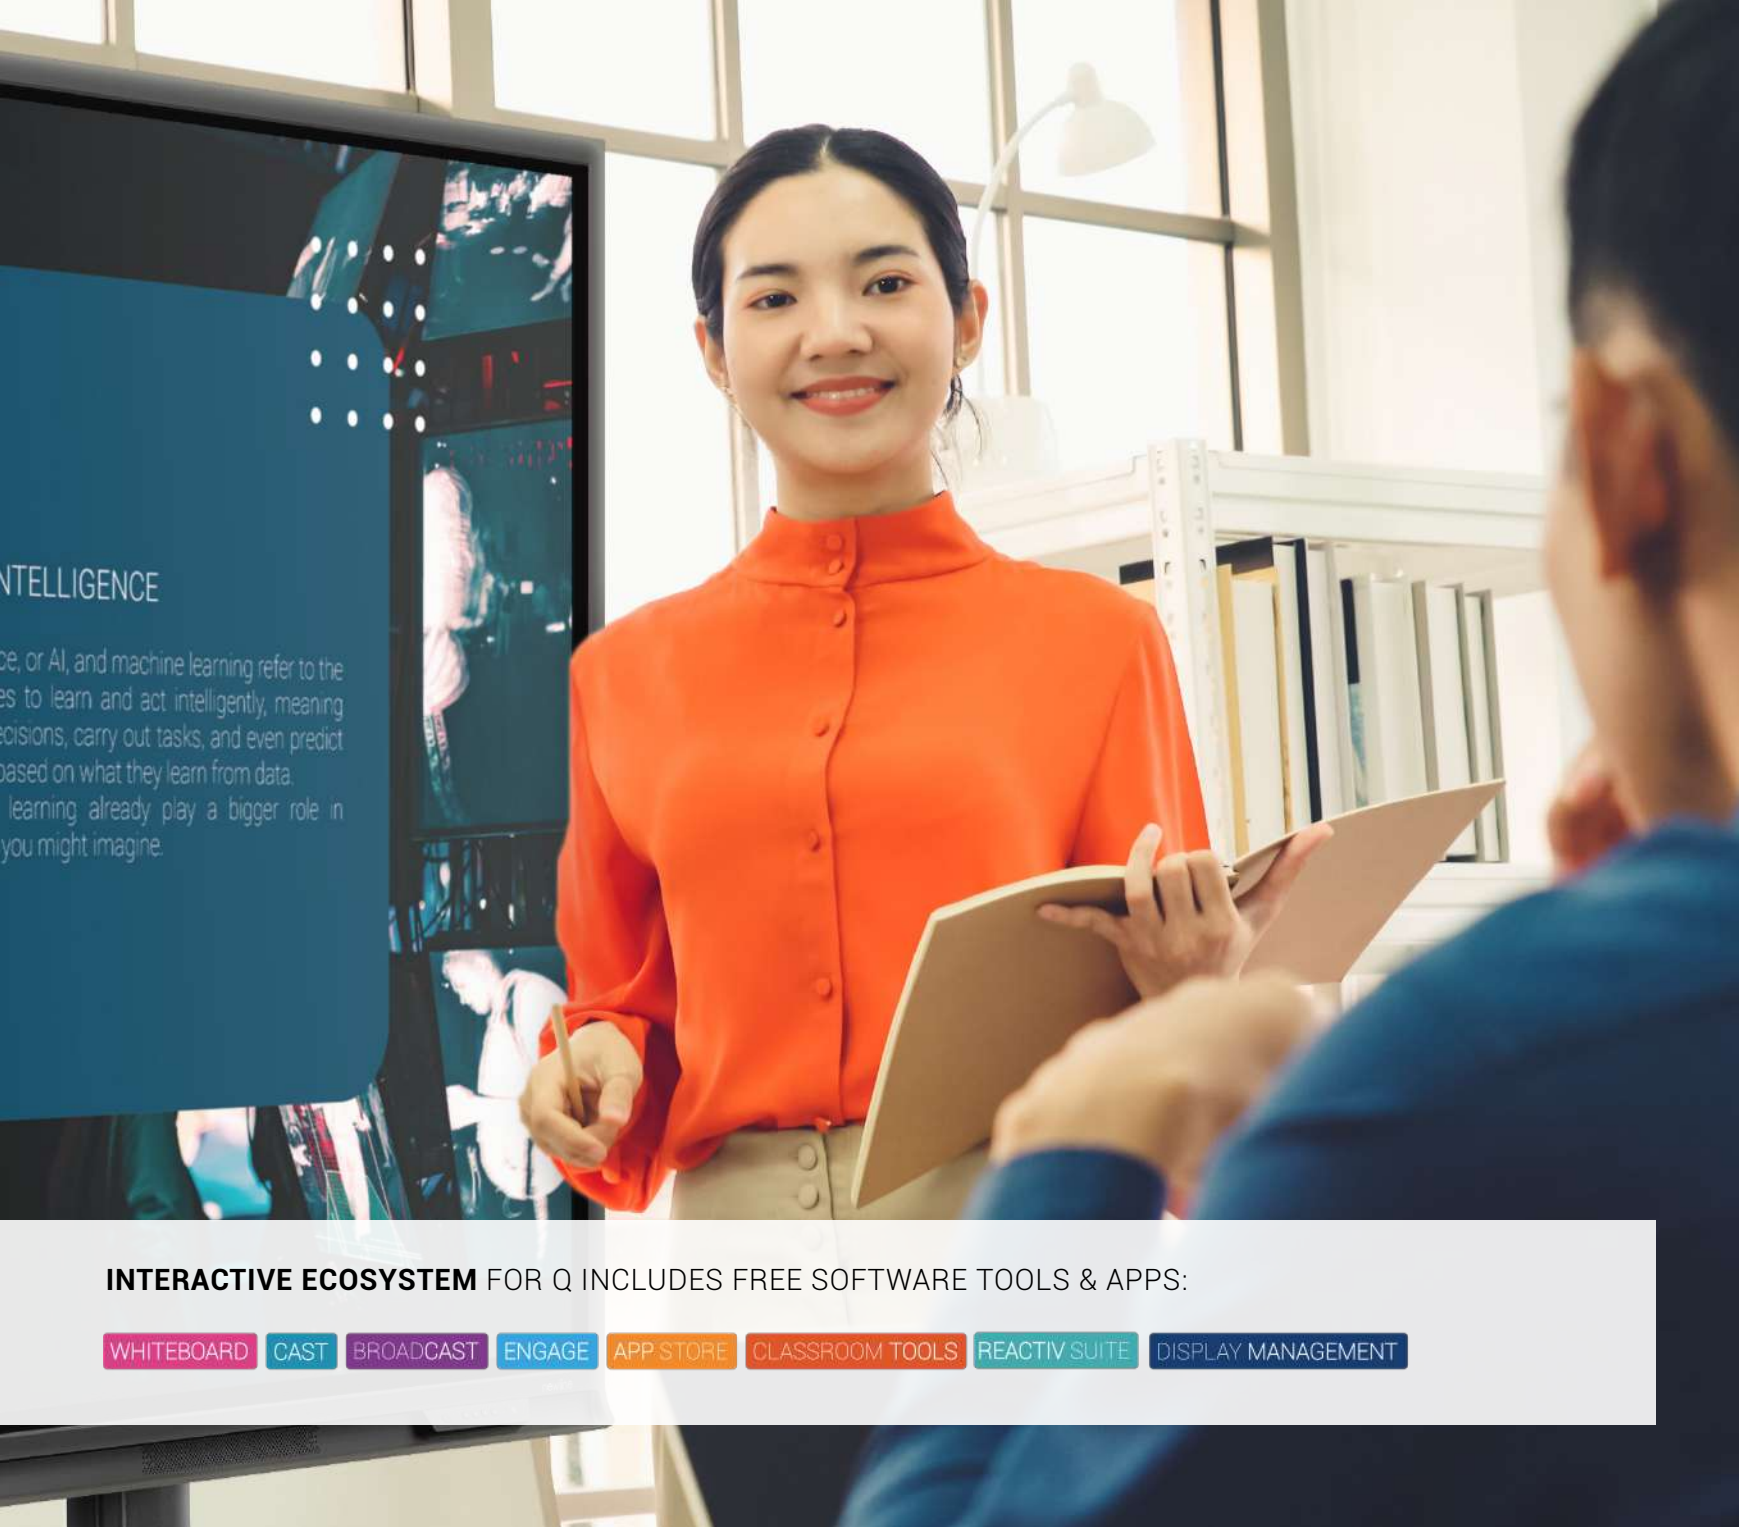 NTELLIGENCE
ce, or AI, and machine learning refer to the
es to learn and act intelligently, meaning
ecisions, carry out tasks, and even predict
based on what they learn from data.
learning already play a bigger role in
you might imagine.
INTERACTIVE ECOSYSTEM FOR Q INCLUDES FREE SOFTWARE TOOLS & APPS:
WHITEBOARD CAST BROADCAST ENGAGE APP STORE CLASSROOM TOOLS REACTIV SUITE DISPLAY MANAGEMENT